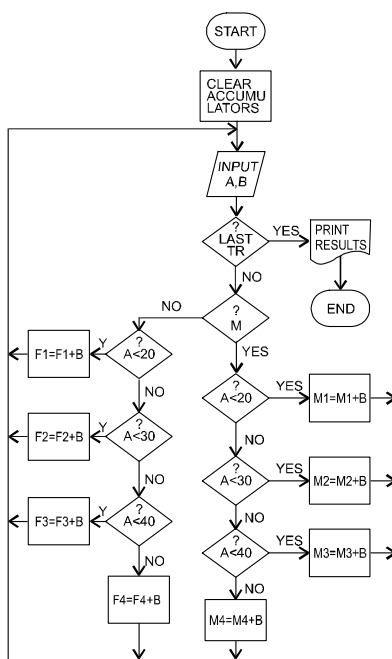 START
CLEAR
ACCUMU
LATORS
INPUT
A,B
?
LAST
TR
YES
PRINT
RESULTS
NO
END
NO
?
M
YES
F1=F1+B
Y
?
A<20
NO
?
A<20
YES
M1=M1+B
NO
F2=F2+B
Y
?
A<30
NO
?
A<30
YES
M2=M2+B
NO
F3=F3+B
Y
?
A<40
NO
?
A<40
YES
M3=M3+B
NO
F4=F4+B
M4=M4+B